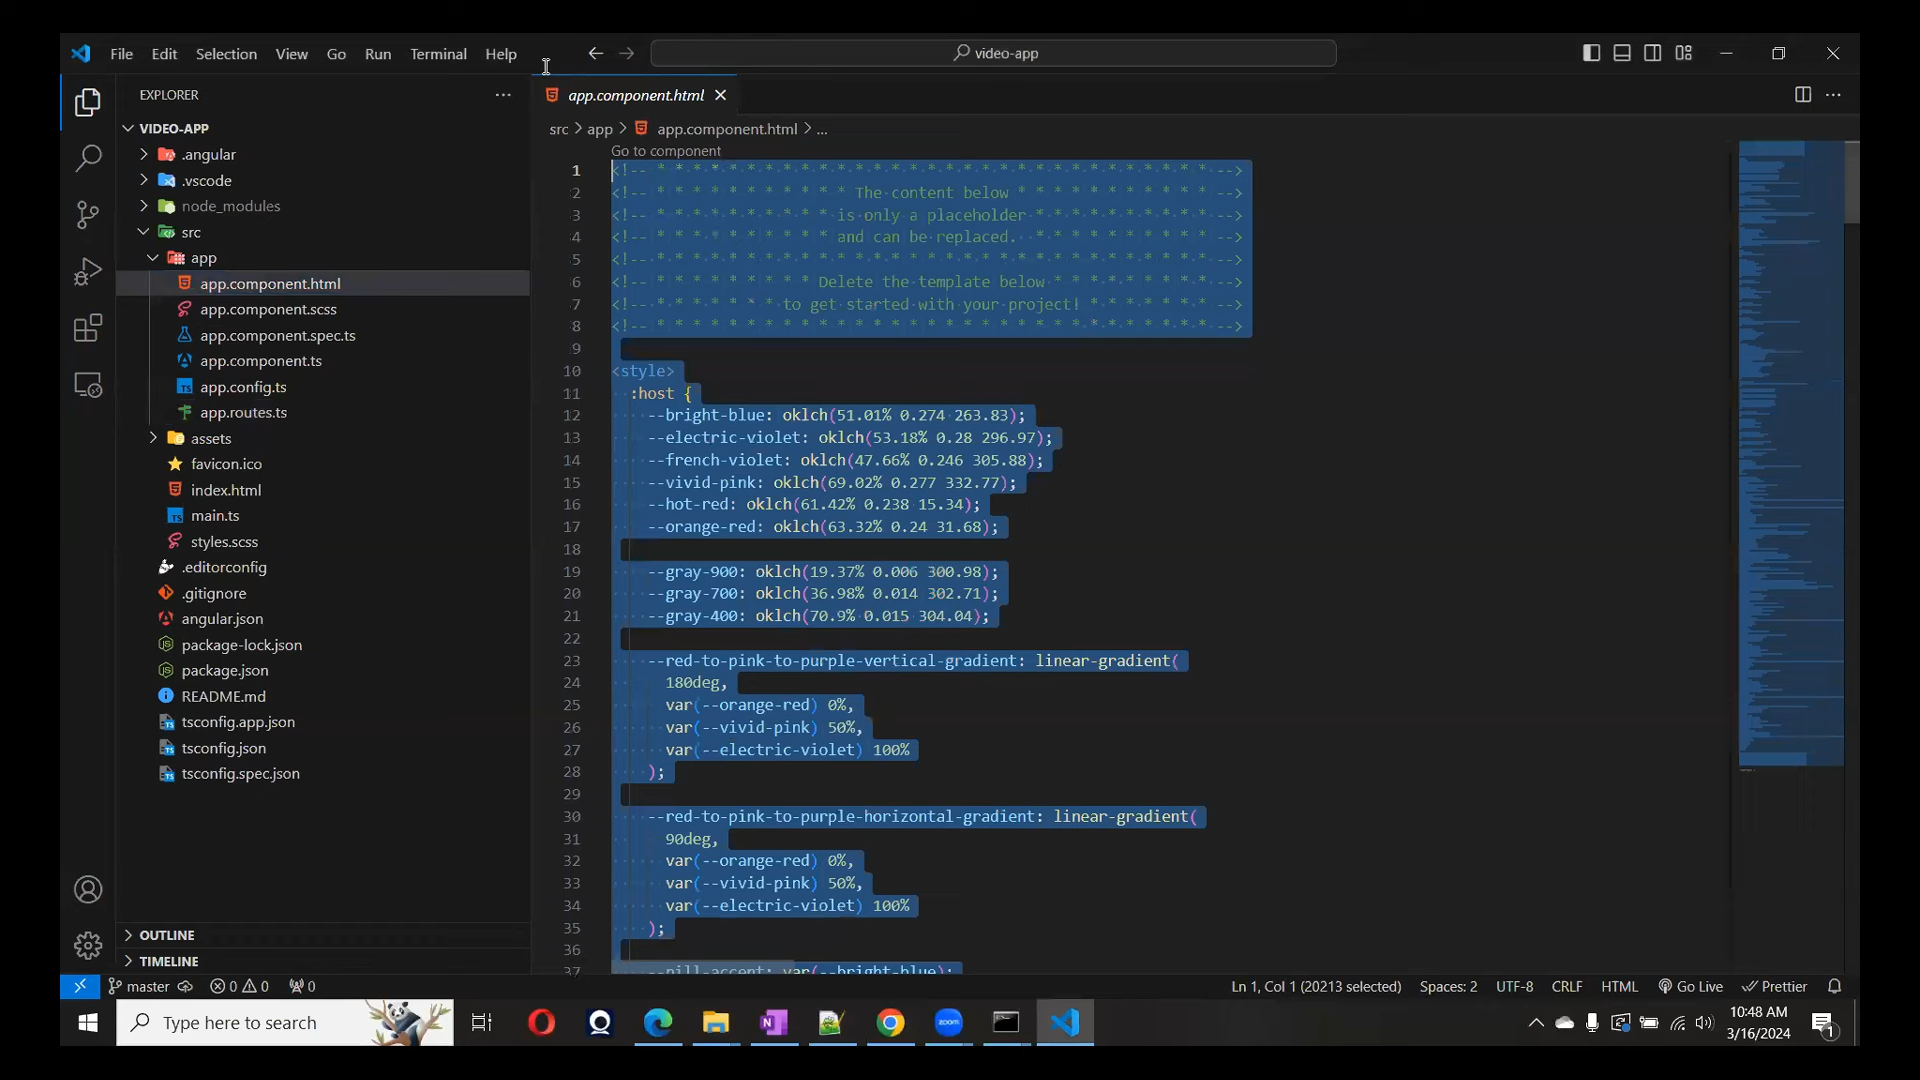 File Edit Selection View Go Run Terminal Help
video-app
EXPLORER
VIDEO-APP
.angular
.vscode
node_modules
src
app
app.component.html
app.component.scss
app.component.spec.ts
app.component.ts
app.config.ts
app.routes.ts
assets
favicon.ico
index.html
main.ts
styles.scss
.editorconfig
.gitignore
angular.json
package-lock.json
package.json
README.md
tsconfig.app.json
tsconfig.json
tsconfig.spec.json
OUTLINE
TIMELINE
app.component.html
src > app > app.component.html > ...
Go to component
1 <!-- * * * * * * * * * * * * * * * * * * * * * * * * * * * * * * * -->
2 <!-- * * * * * * * * * * * The content below * * * * * * * * * * * -->
3 <!-- * * * * * * * * * * is only a placeholder * * * * * * * * * * -->
4 <!-- * * * * * * * * * * and can be replaced. * * * * * * * * * * -->
5 <!-- * * * * * * * * * * * * * * * * * * * * * * * * * * * * * * * -->
6 <!-- * * * * * * * * * Delete the template below * * * * * * * * * -->
7 <!-- * * * * * * * to get started with your project! * * * * * * * -->
8 <!-- * * * * * * * * * * * * * * * * * * * * * * * * * * * * * * * -->
9
10 <style>
11 :host {
12 --bright-blue: oklch(51.01% 0.274 263.83);
13 --electric-violet: oklch(53.18% 0.28 296.97);
14 --french-violet: oklch(47.66% 0.246 305.88);
15 --vivid-pink: oklch(69.02% 0.277 332.77);
16 --hot-red: oklch(61.42% 0.238 15.34);
17 --orange-red: oklch(63.32% 0.24 31.68);
18
19 --gray-900: oklch(19.37% 0.006 300.98);
20 --gray-700: oklch(36.98% 0.014 302.71);
21 --gray-400: oklch(70.9% 0.015 304.04);
22
23 --red-to-pink-to-purple-vertical-gradient: linear-gradient(
24 180deg,
25 var(--orange-red) 0%,
26 var(--vivid-pink) 50%,
27 var(--electric-violet) 100%
28 );
29
30 --red-to-pink-to-purple-horizontal-gradient: linear-gradient(
31 90deg,
32 var(--orange-red) 0%,
33 var(--vivid-pink) 50%,
34 var(--electric-violet) 100%
35 );
36
37 --pill-accent: var(--bright-blue);
master 0 0 0 Ln 1, Col 1 (20213 selected) Spaces: 2 UTF-8 CRLF HTML Go Live Prettier
Type here to search
zoom
10:48 AM
3/16/2024
1